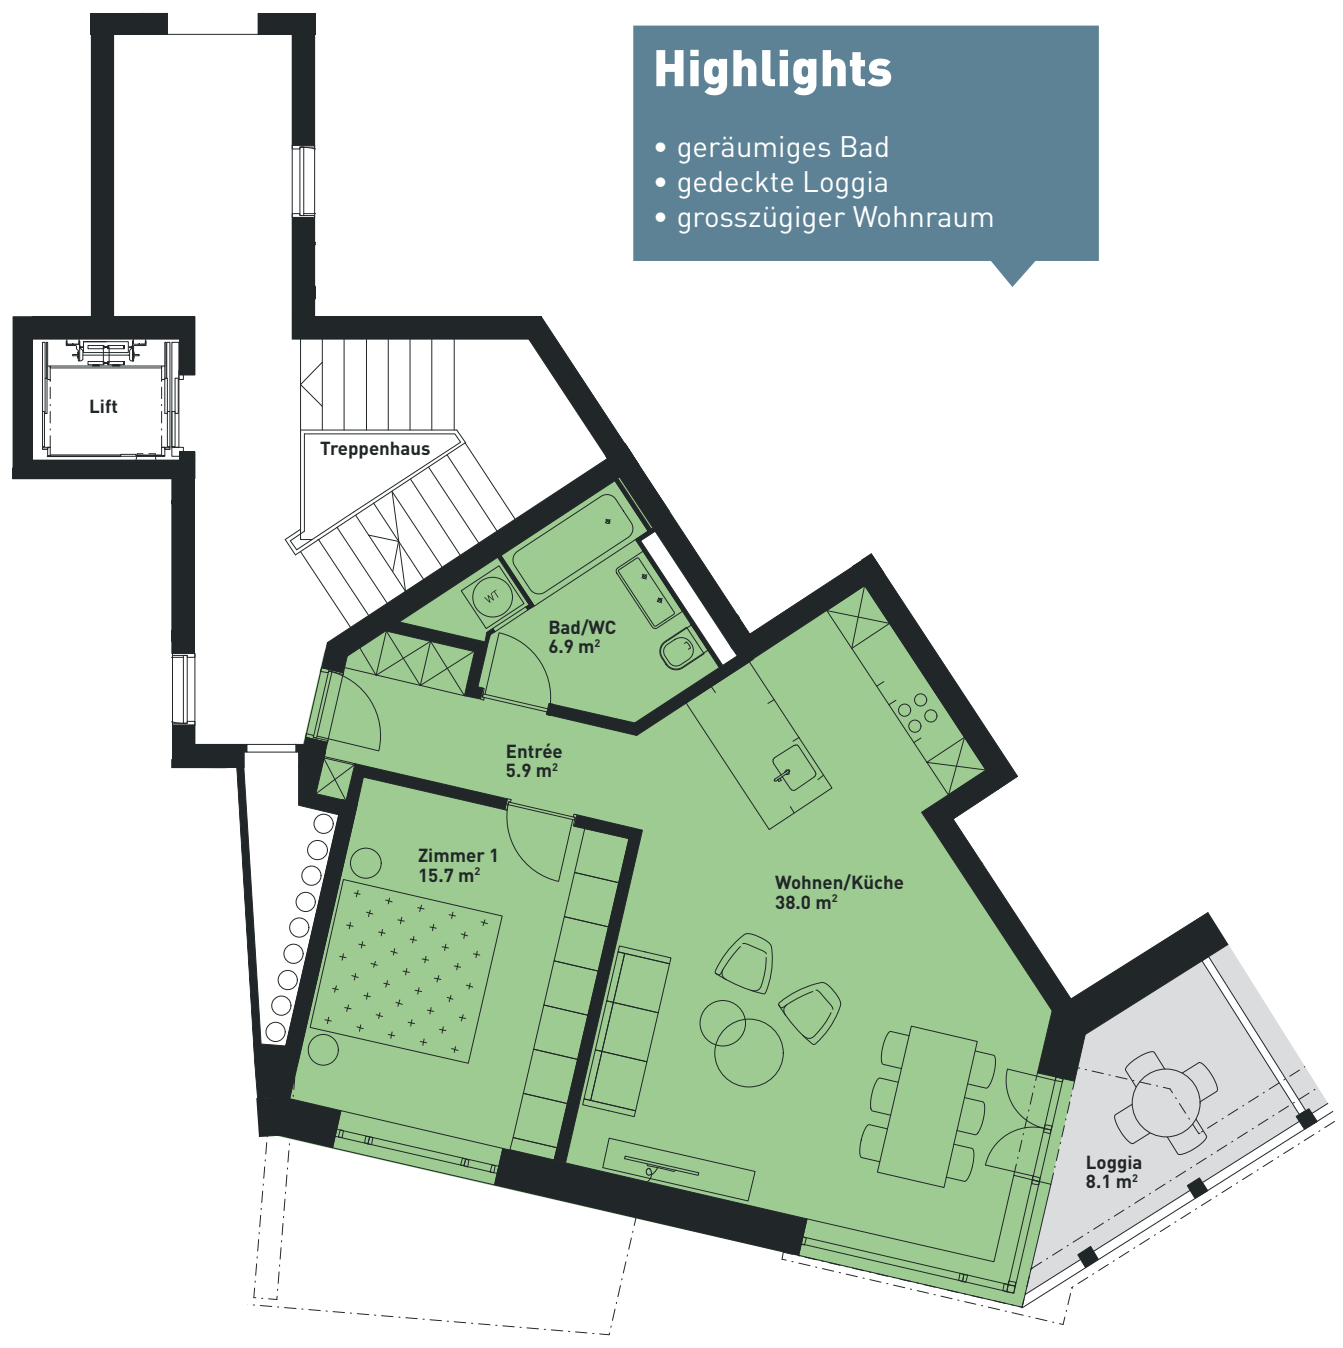 Highlights
• geräumiges Bad
• gedeckte Loggia
• grosszügiger Wohnraum
Lift
Treppenhaus
WT
Bad/WC
6.9 m²
Entrée
5.9 m²
Zimmer 1
15.7 m²
Wohnen/Küche
38.0 m²
Loggia
8.1 m²